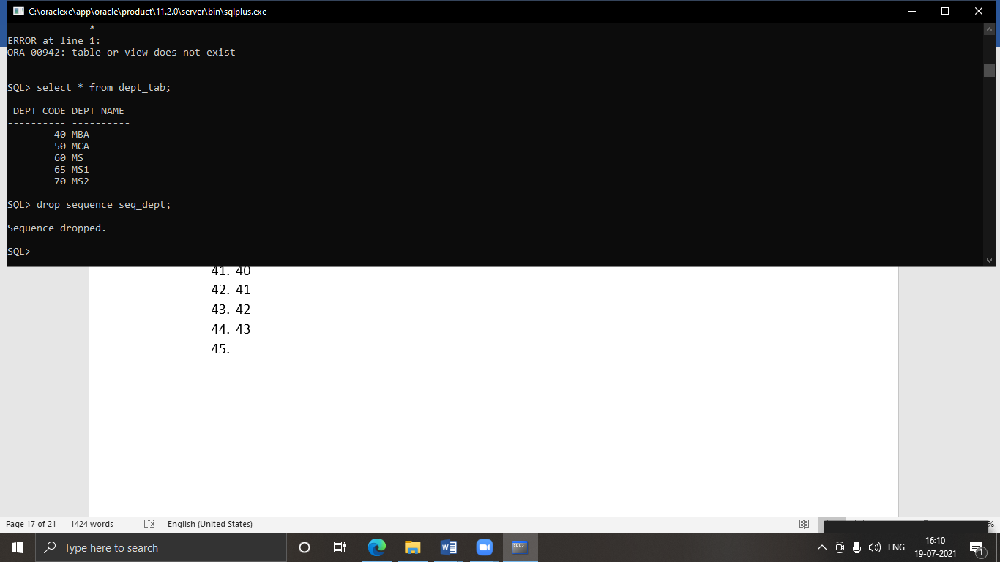 C:\oraclexe\app\oracle\product\11.2.0\server\bin\sqlplus.exe
*
ERROR at line 1:
ORA-00942: table or view does not exist
SQL> select * from dept_tab;
DEPT_CODE DEPT_NAME
---------- ----------
40 MBA
50 MCA
60 MS
65 MS1
70 MS2
SQL> drop sequence seq_dept;
Sequence dropped.
SQL>
41. 40
42. 41
43. 42
44. 43
45.
Page 17 of 21 1424 words English (United States) %
Type here to search
SQL>
ENG
16:10
19-07-2021
1